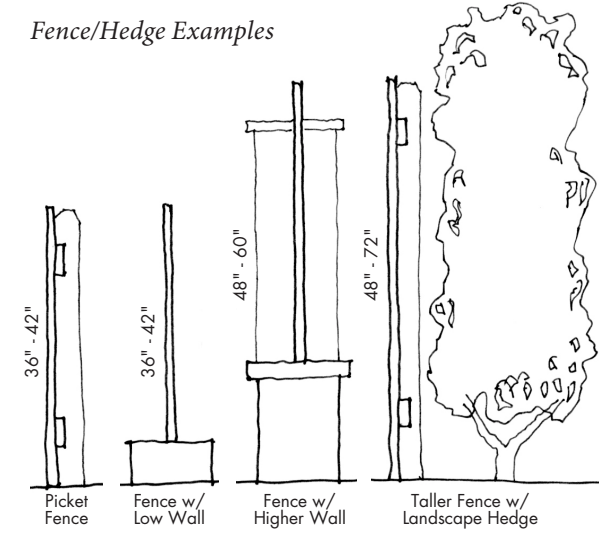 Fence/Hedge Examples
36" - 42"
36" - 42"
48" - 60"
48" - 72"
Picket
Fence
Fence w/
Low Wall
Fence w/
Higher Wall
Taller Fence w/
Landscape Hedge